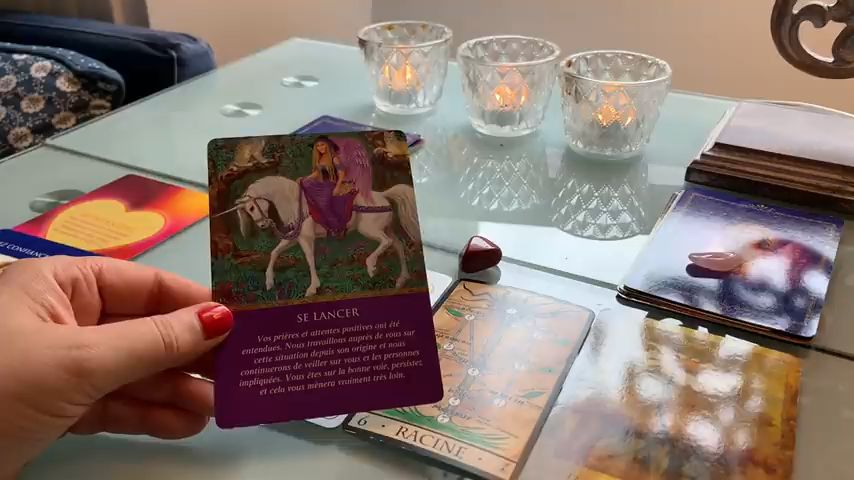 SE LANCER
Vos prières et attentes positives ont été
entendues. Nous travaillons auprès de vous sur
cette situation depuis son origine et nous
continuerons de veiller sur vous et les personnes
impliquées. Vous êtes sur la bonne voie, persistez
et cela vous mènera vraiment très loin.
CONFIANCE
6
RACINE